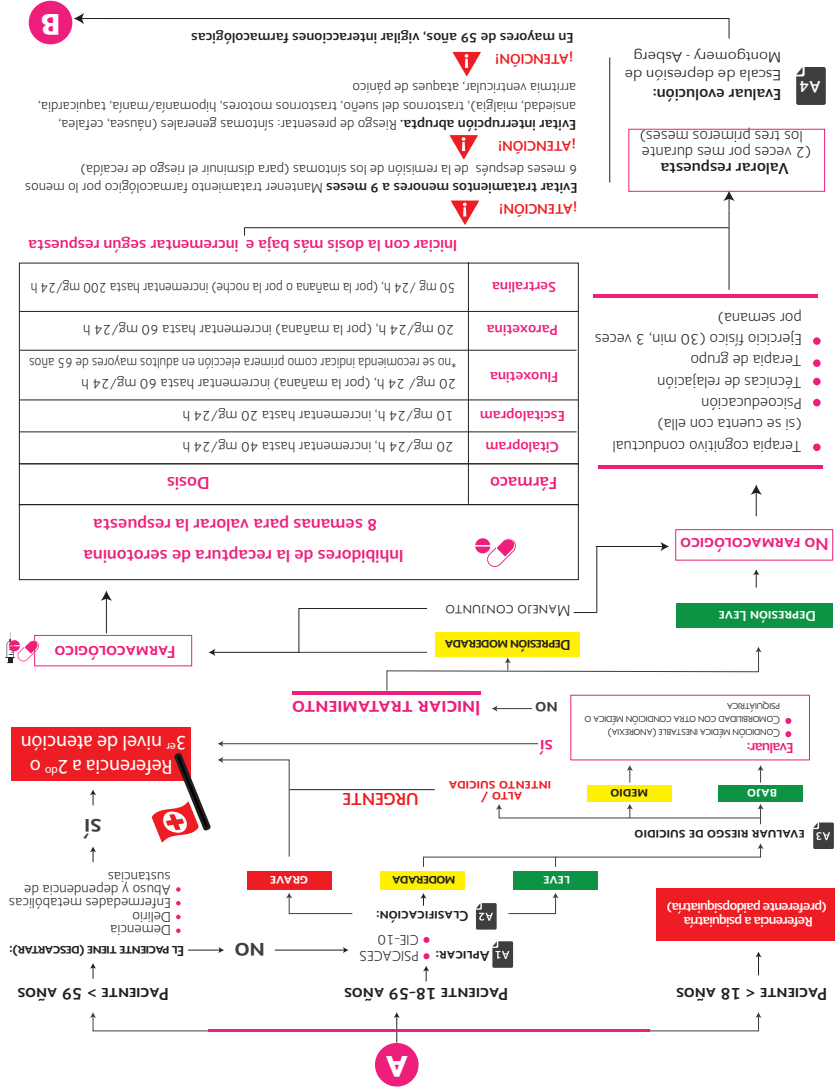 A
PACIENTE < 18 AÑOS
PACIENTE 18-59 AÑOS
PACIENTE > 59 AÑOS
Referencia a psiquiatría
(preferente paidopsiquiatría)
A1 APLICAR:
• PSICACES
• CIE-10
NO
EL PACIENTE TIENE (DESCARTAR):
• Demencia
• Delirio
• Enfermedades metabólicas
• Abuso y dependencia de
sustancias
A2 CLASIFICACIÓN:
LEVE
MODERADA
GRAVE
SÍ
A3 EVALUAR RIESGO DE SUICIDIO
BAJO
MEDIO
ALTO /
INTENTO SUICIDA
URGENTE
Referencia a 2do o
3er nivel de atención
Evaluar:
• CONDICIÓN MÉDICA INESTABLE (ANOREXIA)
• COMORBILIDAD CON OTRA CONDICIÓN MÉDICA O
PSIQUIÁTRICA
SÍ
NO
INICIAR TRATAMIENTO
DEPRESIÓN LEVE
DEPRESIÓN MODERADA
MANEJO CONJUNTO
FARMACOLÓGICO
NO FARMACOLÓGICO
• Terapia cognitivo conductual
(si se cuenta con ella)
• Psicoeducación
• Técnicas de relajación
• Terapia de grupo
• Ejercicio físico (30 min, 3 veces
por semana)
Inhibidores de la recaptura de serotonina
8 semanas para valorar la respuesta
Fármaco Dosis
Citalopram 20 mg/24 h, incrementar hasta 40 mg/24 h
Escitalopram 10 mg/24 h, incrementar hasta 20 mg/24 h
Fluoxetina 20 mg/ 24 h, (por la mañana) incrementar hasta 60 mg/24 h
*no se recomienda indicar como primera elección en adultos mayores de 65 años
Paroxetina 20 mg/24 h, (por la mañana) incrementar hasta 60 mg/24 h
Sertralina 50 mg /24 h, (por la mañana o por la noche) incrementar hasta 200 mg/24 h
Iniciar con la dosis más baja e incrementar según respuesta
Valorar respuesta
(2 veces por mes durante
los tres primeros meses)
A4 Evaluar evolución:
Escala de depresión de
Montgomery - Asberg
¡ATENCIÓN!
Evitar tratamientos menores a 9 meses Mantener tratamiento farmacológico por lo menos
6 meses después de la remisión de los síntomas (para disminuir el riesgo de recaída)
¡ATENCIÓN!
Evitar interrupción abrupta. Riesgo de presentar: síntomas generales (náusea, cefalea,
ansiedad, mialgia), trastornos del sueño, trastornos motores, hipomanía/manía, taquicardia,
arritmia ventricular, ataques de pánico
¡ATENCIÓN!
En mayores de 59 años, vigilar interacciones farmacológicas
B